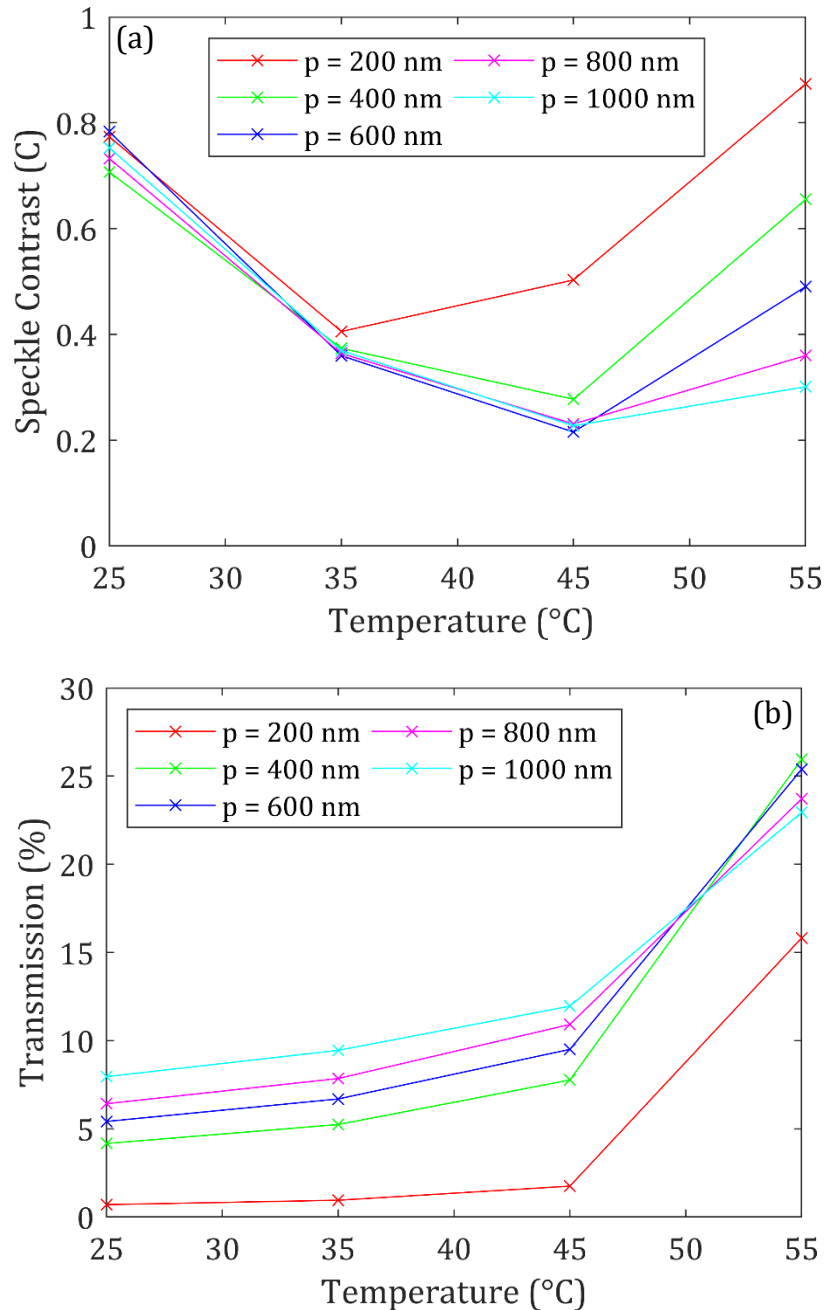 (a)
p = 200 nm p = 800 nm
p = 400 nm p = 1000 nm
p = 600 nm
1
0.8
0.6
0.4
0.2
0
Speckle Contrast (C)
25 30 35 40 45 50 55
Temperature (°C)
(b)
p = 200 nm p = 800 nm
p = 400 nm p = 1000 nm
p = 600 nm
30
25
20
15
10
5
0
Transmission (%)
25 30 35 40 45 50 55
Temperature (°C)